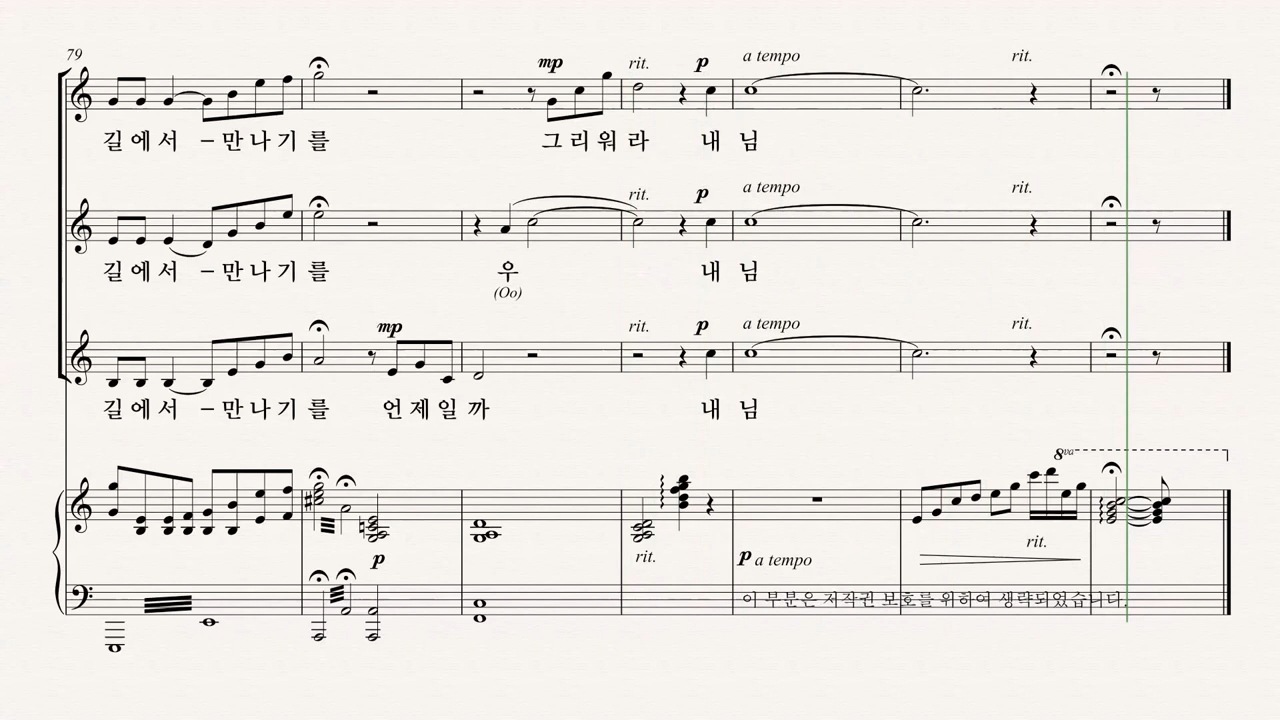 79
mp rit. p a tempo rit.
길에서 – 만나기 를 그리워 라 내 님
rit. p a tempo rit.
길에서 – 만나기 를 우 내 님
(Oo)
mp rit. p a tempo rit.
길에서 – 만나기 를 언제일 까 내 님
8va
p rit. p a tempo rit.
이 부분은 저작권 보호를 위하여 생략되었습니다.